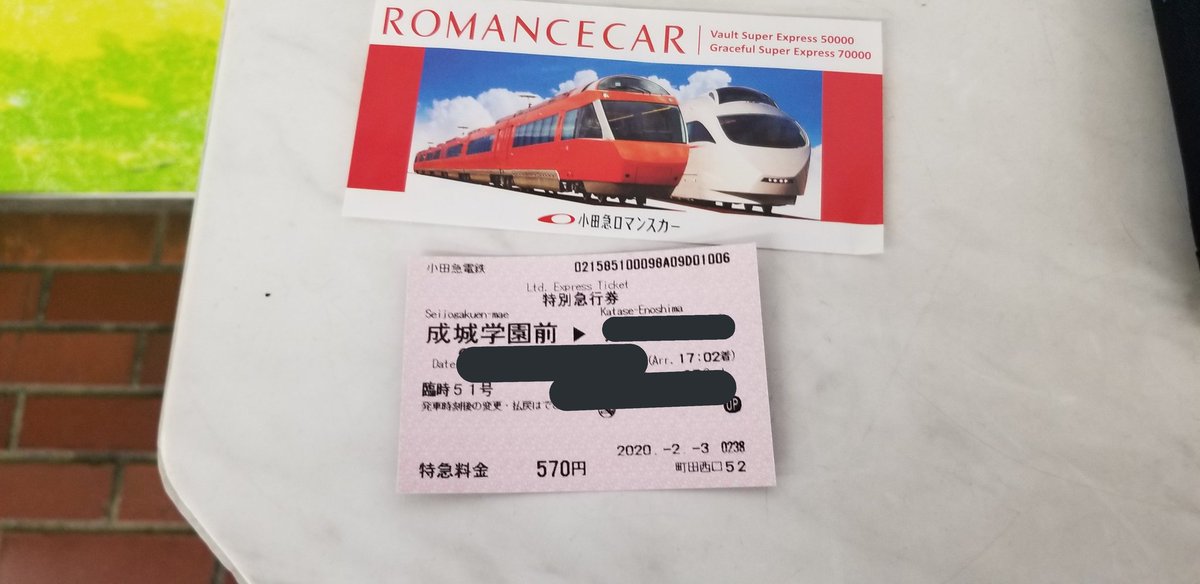 ROMANCECAR
Vault Super Express 50000
Graceful Super Express 70000
小田急ロマンスカー
小田急電鉄 021585100098A09D01006
Ltd. Express Ticket
特別急行券
Seijogakuen-mae Katase-Enoshima
成城学園前 ▶
Date (Arr. 17:02着)
臨時51号
発車時刻後の変更・払戻はで
UP
2020.-2.-3 0238
特急料金 570円 町田西口52